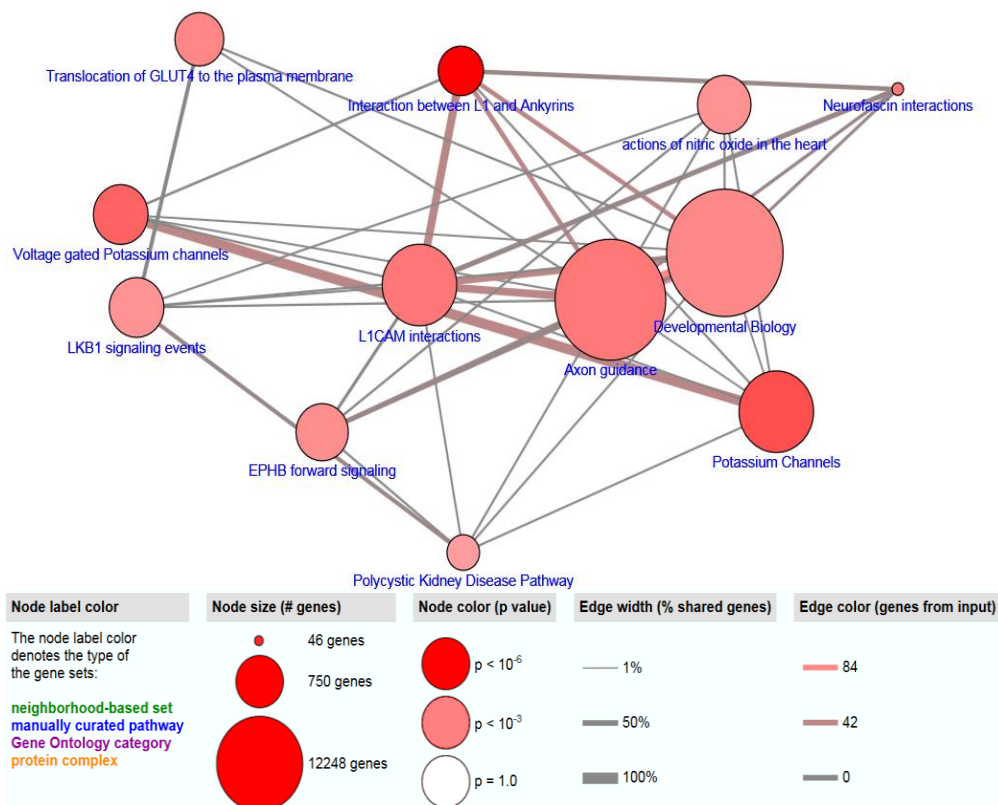 Translocation of GLUT4 to the plasma membrane
Interaction between L1 and Ankyrins
Neurofascin interactions
actions of nitric oxide in the heart
Voltage gated Potassium channels
LKB1 signaling events
L1CAM interactions
Developmental Biology
Axon guidance
EPHB forward signaling
Potassium Channels
Polycystic Kidney Disease Pathway
Node label color
The node label color
denotes the type of
the gene sets:
neighborhood-based set
manually curated pathway
Gene Ontology category
protein complex
Node size (# genes)
46 genes
750 genes
12248 genes
Node color (p value)
p < 10⁻⁶
p < 10⁻³
p = 1.0
Edge width (% shared genes)
1%
50%
100%
Edge color (genes from input)
84
42
0